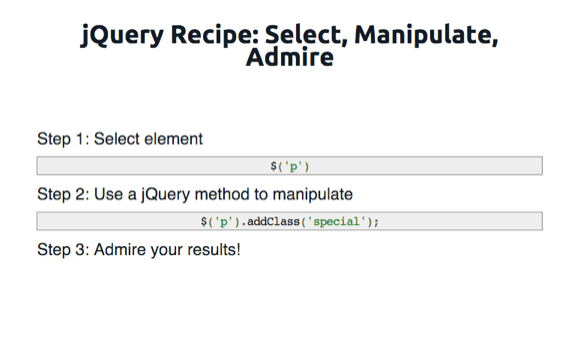 jQuery Recipe: Select, Manipulate,
Admire
Step 1: Select element
$('p')
Step 2: Use a jQuery method to manipulate
$('p').addClass('special');
Step 3: Admire your results!